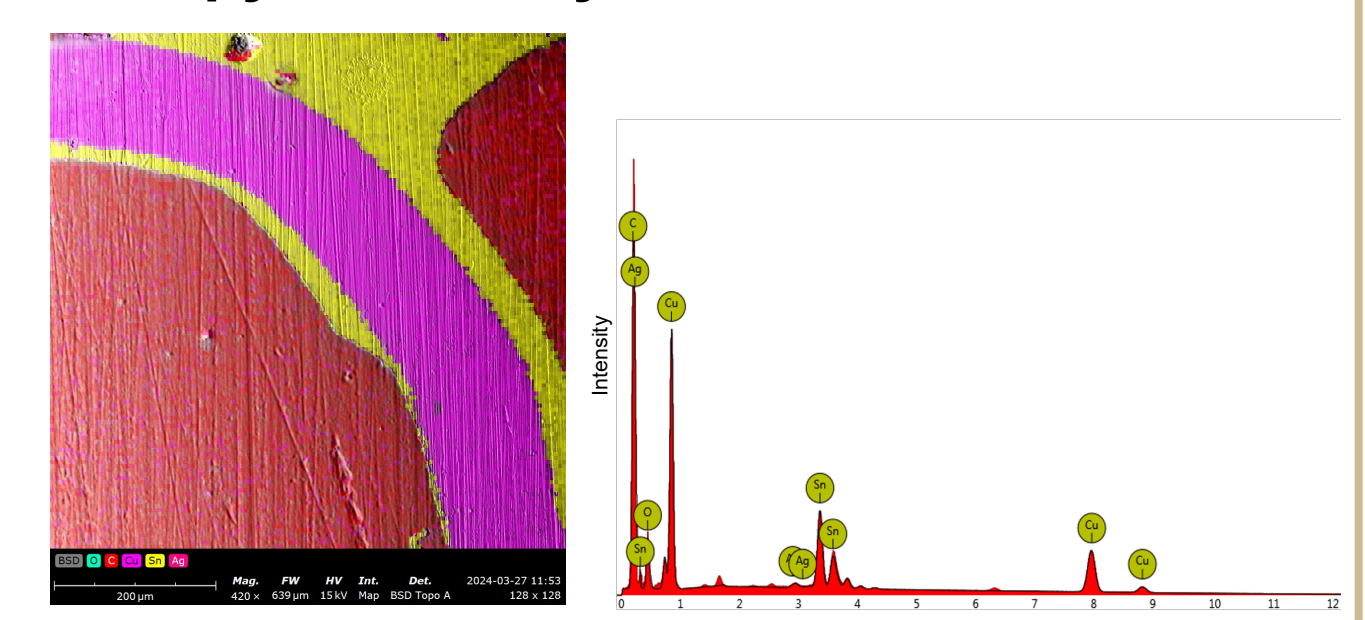 C
Ag
Cu
O
Sn
Sn
Sn
Ag
Cu
Cu
Intensity
0 1 2 3 4 5 6 7 8 9 10 11 12
BSD O C Cu Sn Ag
200 µm
Mag. FW HV Int. Det. 2024-03-27 11:53
420 × 639 µm 15 kV Map BSD Topo A 128 x 128